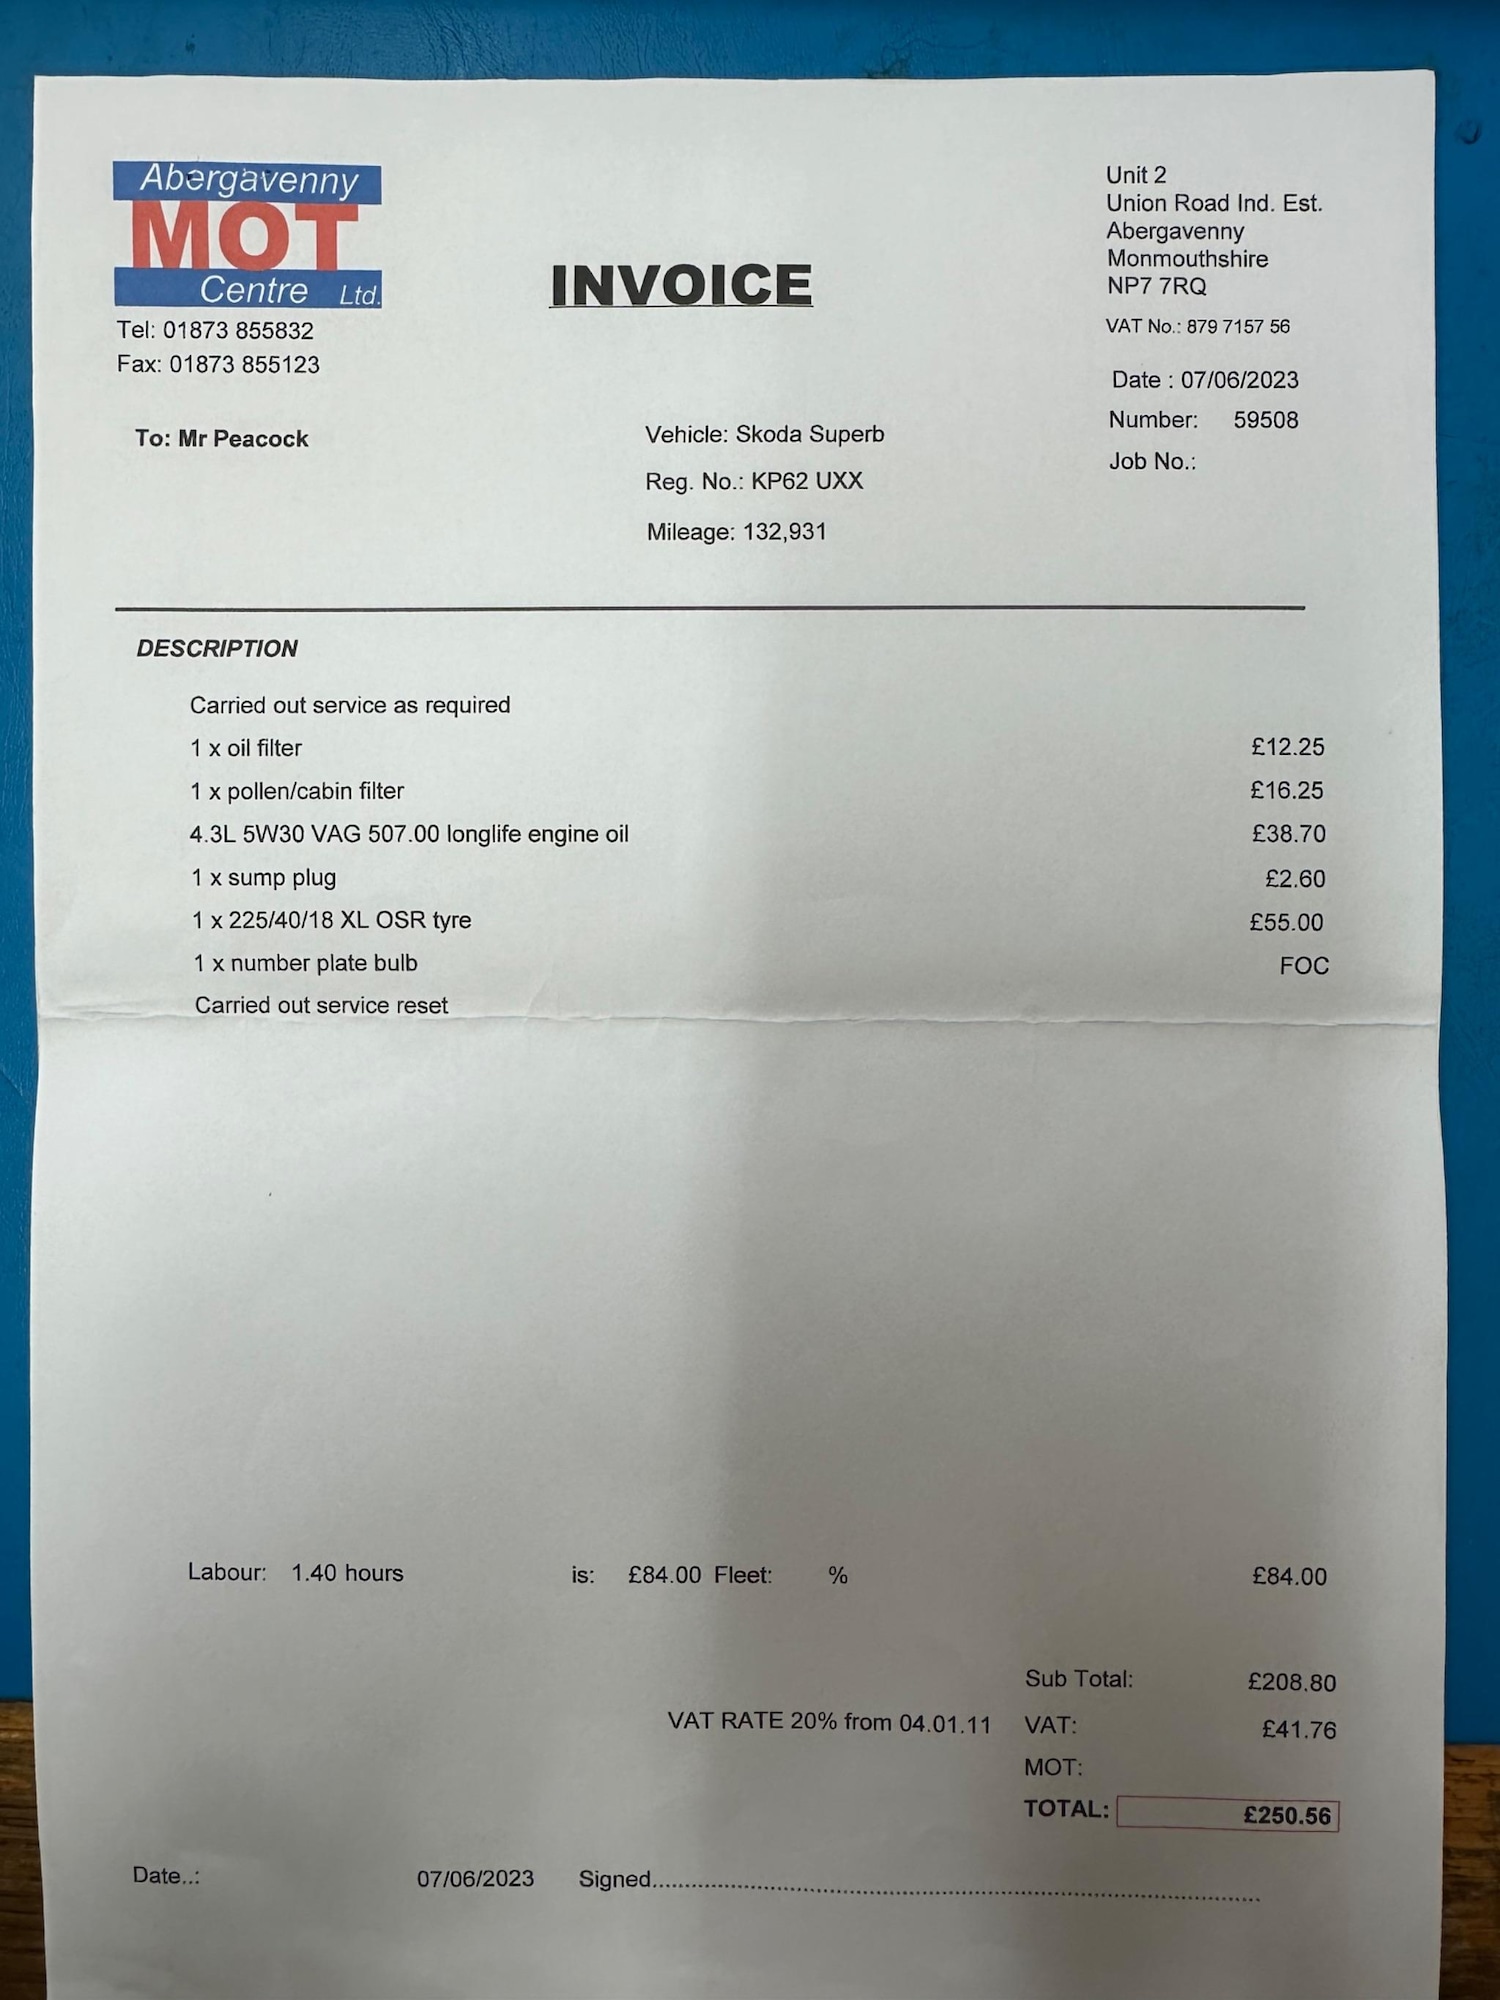 Abergavenny
MOT
Centre Ltd.
Tel: 01873 855832
Fax: 01873 855123
INVOICE
Unit 2
Union Road Ind. Est.
Abergavenny
Monmouthshire
NP7 7RQ
VAT No.: 879 7157 56
Date : 07/06/2023
Number: 59508
Job No.:
To: Mr Peacock
Vehicle: Skoda Superb
Reg. No.: KP62 UXX
Mileage: 132,931
DESCRIPTION
Carried out service as required
1 x oil filter £12.25
1 x pollen/cabin filter £16.25
4.3L 5W30 VAG 507.00 longlife engine oil £38.70
1 x sump plug £2.60
1 x 225/40/18 XL OSR tyre £55.00
1 x number plate bulb FOC
Carried out service reset
Labour: 1.40 hours is: £84.00 Fleet: % £84.00
Sub Total: £208.80
VAT RATE 20% from 04.01.11 VAT: £41.76
MOT:
TOTAL: £250.56
Date..: 07/06/2023 Signed..........................................................................................